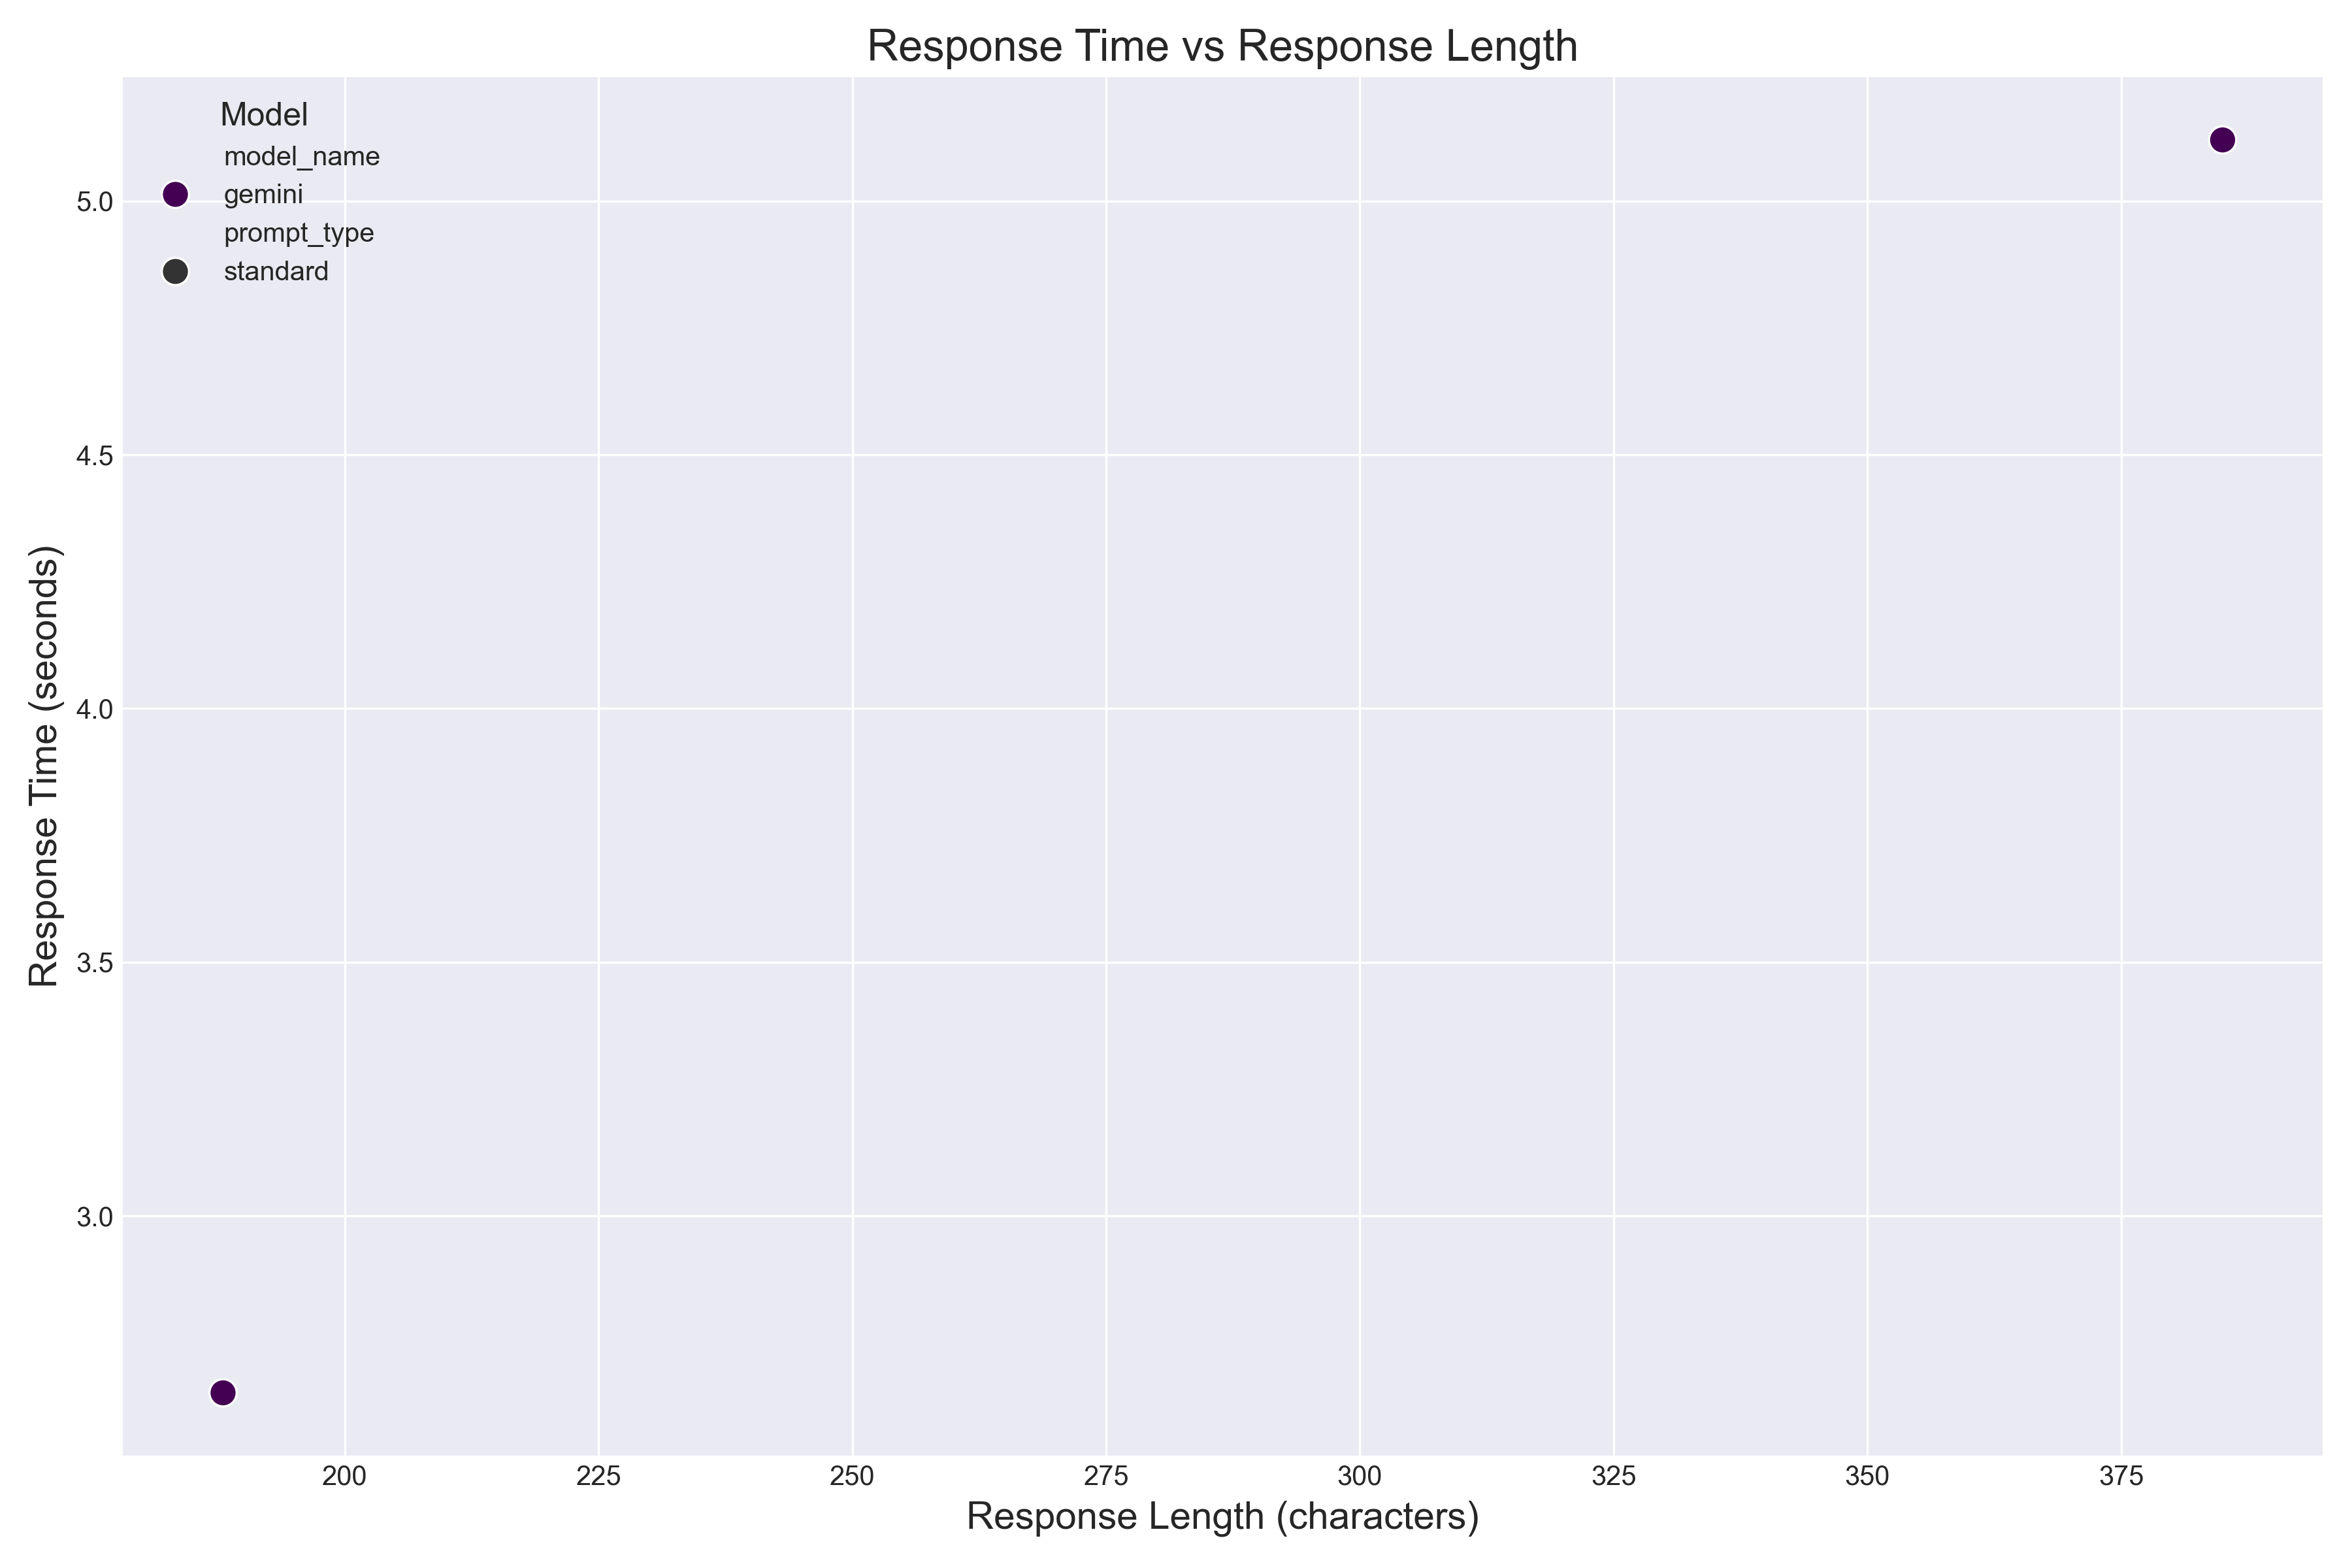 Response Time vs Response Length
Model
model_name
gemini
prompt_type
standard
Response Time (seconds)
5.0
4.5
4.0
3.5
3.0
200 225 250 275 300 325 350 375
Response Length (characters)